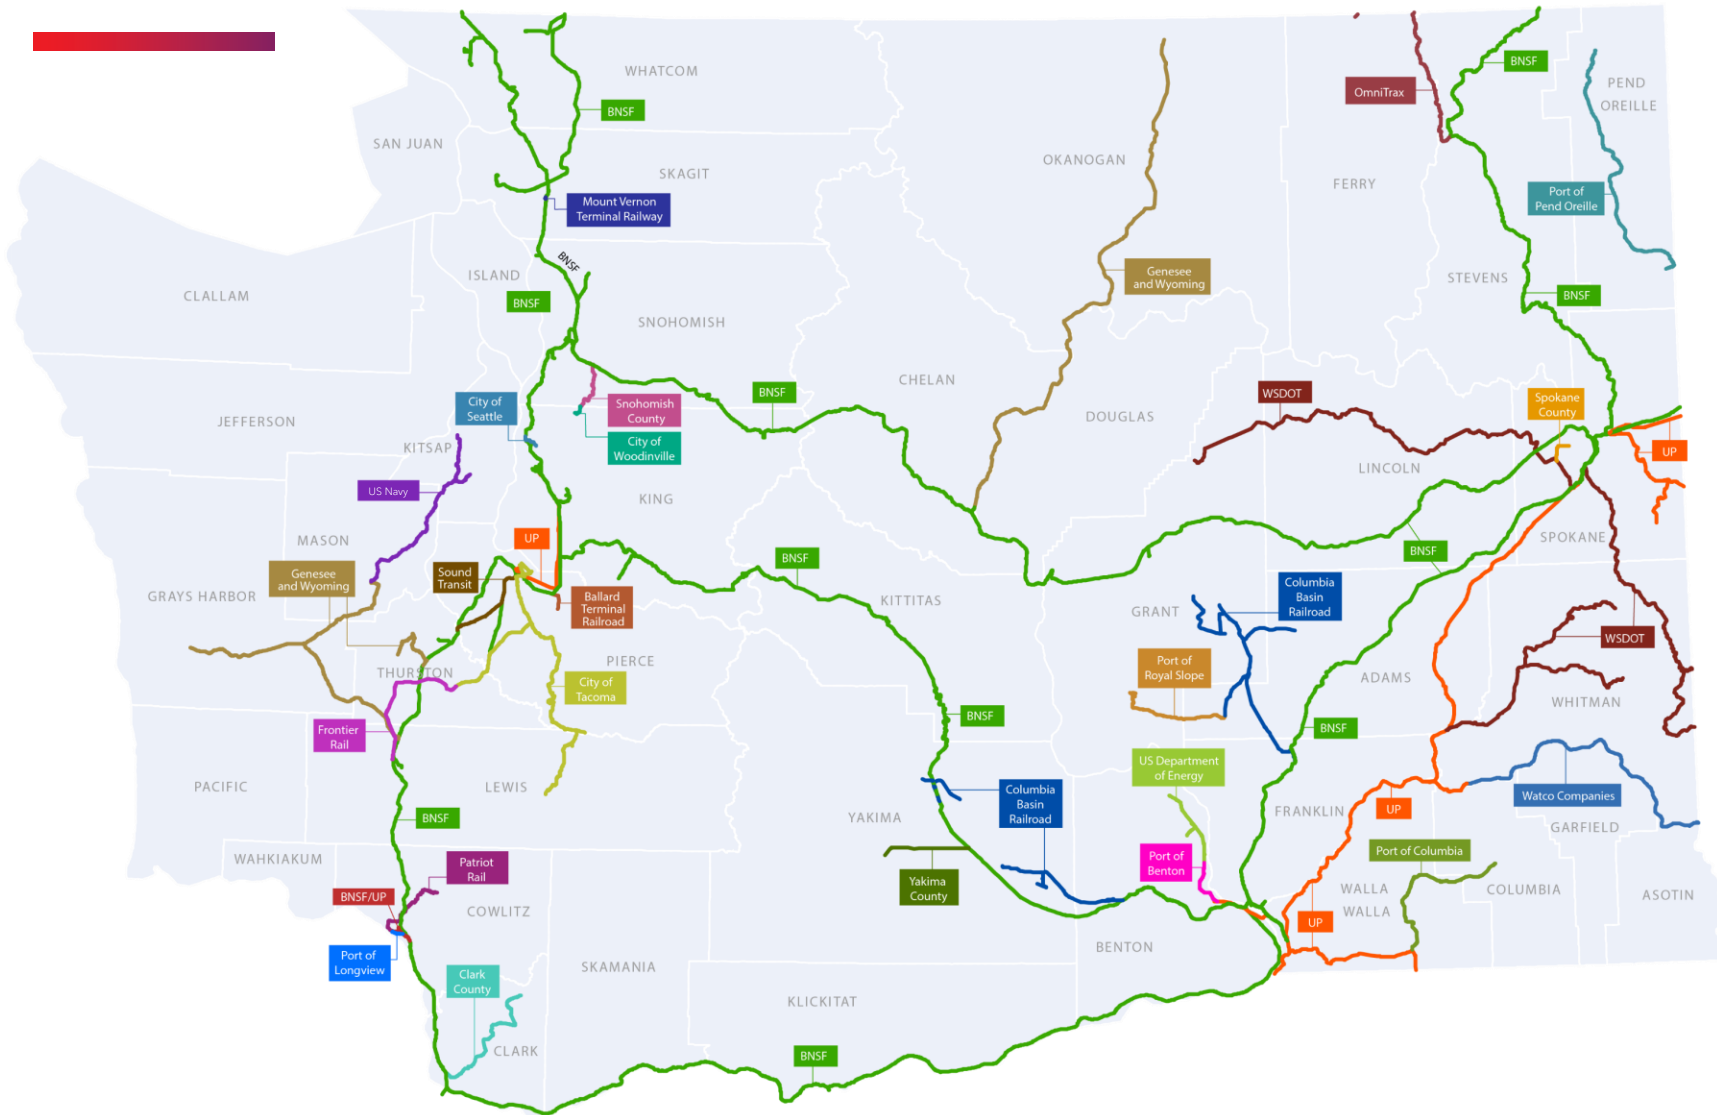 WHATCOM
BNSF
BNSF
OmniTrax
PEND
OREILLE
SAN JUAN
SKAGIT
OKANOGAN
FERRY
Mount Vernon
Terminal Railway
Port of
Pend Oreille
BNSF
ISLAND
CLALLAM
BNSF
SNOHOMISH
Genesee
and Wyoming
STEVENS
BNSF
CHELAN
BNSF
WSDOT
Spokane
County
City of
Seattle
Snohomish
County
City of
Woodinville
JEFFERSON
KITSAP
DOUGLAS
LINCOLN
UP
US Navy
KING
MASON
UP
SPOKANE
BNSF
BNSF
Genesee
and Wyoming
Sound
Transit
Ballard
Terminal
Railroad
GRAYS HARBOR
KITTITAS
GRANT
Columbia
Basin
Railroad
WSDOT
THURSTON
PIERCE
City of
Tacoma
Port of
Royal Slope
ADAMS
WHITMAN
Frontier
Rail
BNSF
BNSF
PACIFIC
LEWIS
US Department
of Energy
Columbia
Basin
Railroad
YAKIMA
FRANKLIN
UP
Watco Companies
GARFIELD
BNSF
WAHKIAKUM
Patriot
Rail
BNSF/UP
COWLITZ
Yakima
County
Port of
Benton
Port of Columbia
WALLA
WALLA
COLUMBIA
ASOTIN
UP
Port of
Longview
Clark
County
SKAMANIA
BENTON
KLICKITAT
CLARK
BNSF